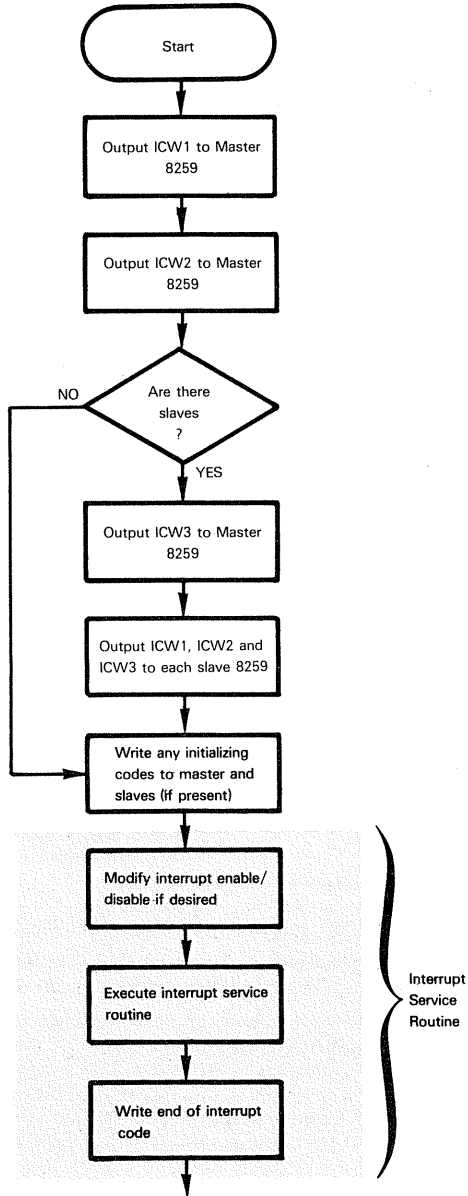 Start
Output ICW1 to Master
8259
Output ICW2 to Master
8259
Are there
slaves
?
NO
YES
Output ICW3 to Master
8259
Output ICW1, ICW2 and
ICW3 to each slave 8259
Write any initializing
codes to master and
slaves (if present)
Modify interrupt enable/
disable if desired
Execute interrupt service
routine
Write end of interrupt
code
Interrupt
Service
Routine